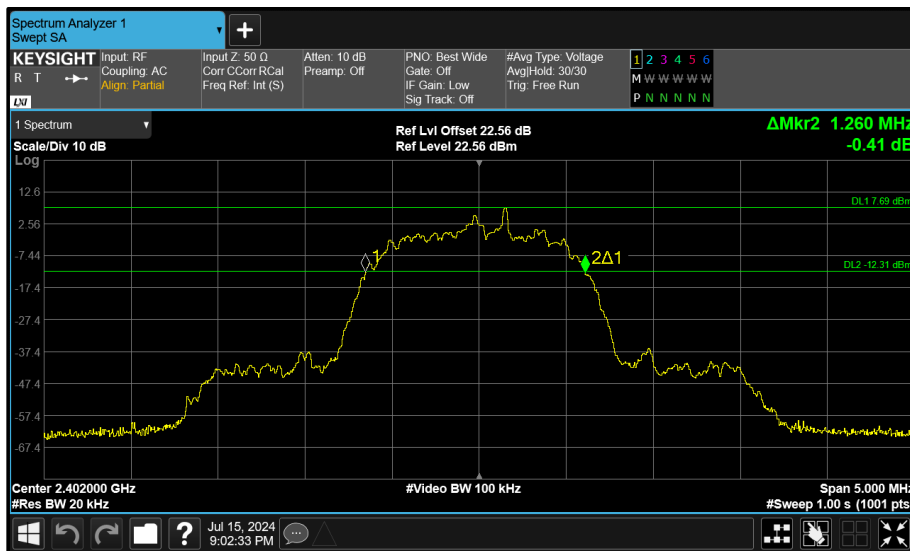 Spectrum Analyzer 1
Swept SA
+
KEYSIGHT
R T
LXI
Input: RF
Coupling: AC
Align: Partial
Input Z: 50 Ω
Corr CCorr RCal
Freq Ref: Int (S)
Atten: 10 dB
Preamp: Off
PNO: Best Wide
Gate: Off
IF Gain: Low
Sig Track: Off
#Avg Type: Voltage
Avg|Hold: 30/30
Trig: Free Run
1 2 3 4 5 6
M W W W W W
P N N N N N
1 Spectrum
Scale/Div 10 dB
Ref Lvl Offset 22.56 dB
Ref Level 22.56 dBm
ΔMkr2 1.260 MHz
-0.41 dB
Log
12.6
DL1 7.69 dBm
2.56
-7.44
1
2Δ1
DL2 -12.31 dBm
-17.4
-27.4
-37.4
-47.4
-57.4
-67.4
Center 2.402000 GHz
#Video BW 100 kHz
Span 5.000 MHz
#Res BW 20 kHz
#Sweep 1.00 s (1001 pts
?
Jul 15, 2024
9:02:33 PM